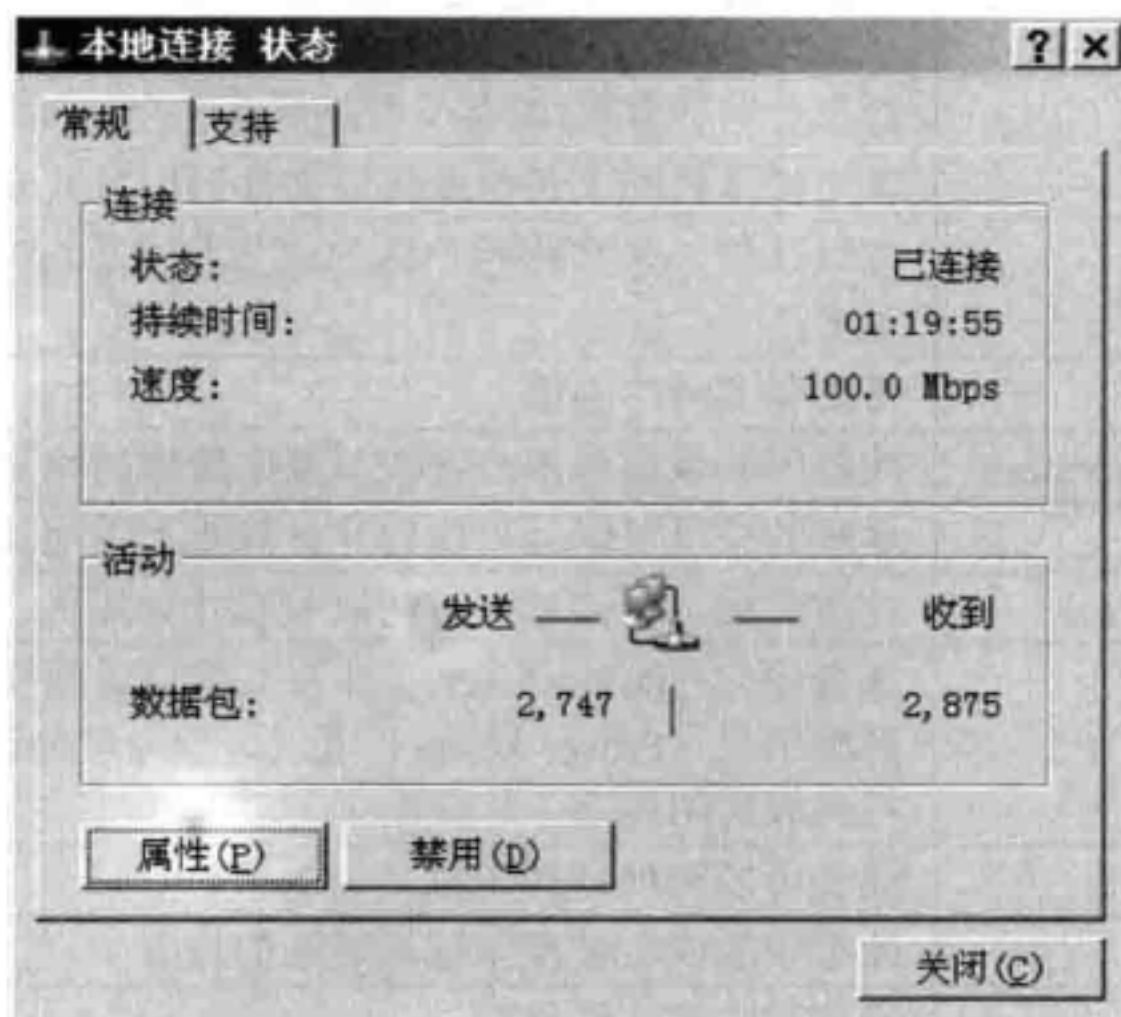 本地连接 状态
常规 支持
连接
状态: 已连接
持续时间: 01:19:55
速度: 100.0 Mbps
活动
发送 收到
数据包: 2,747 2,875
属性(P) 禁用(D)
关闭(C)